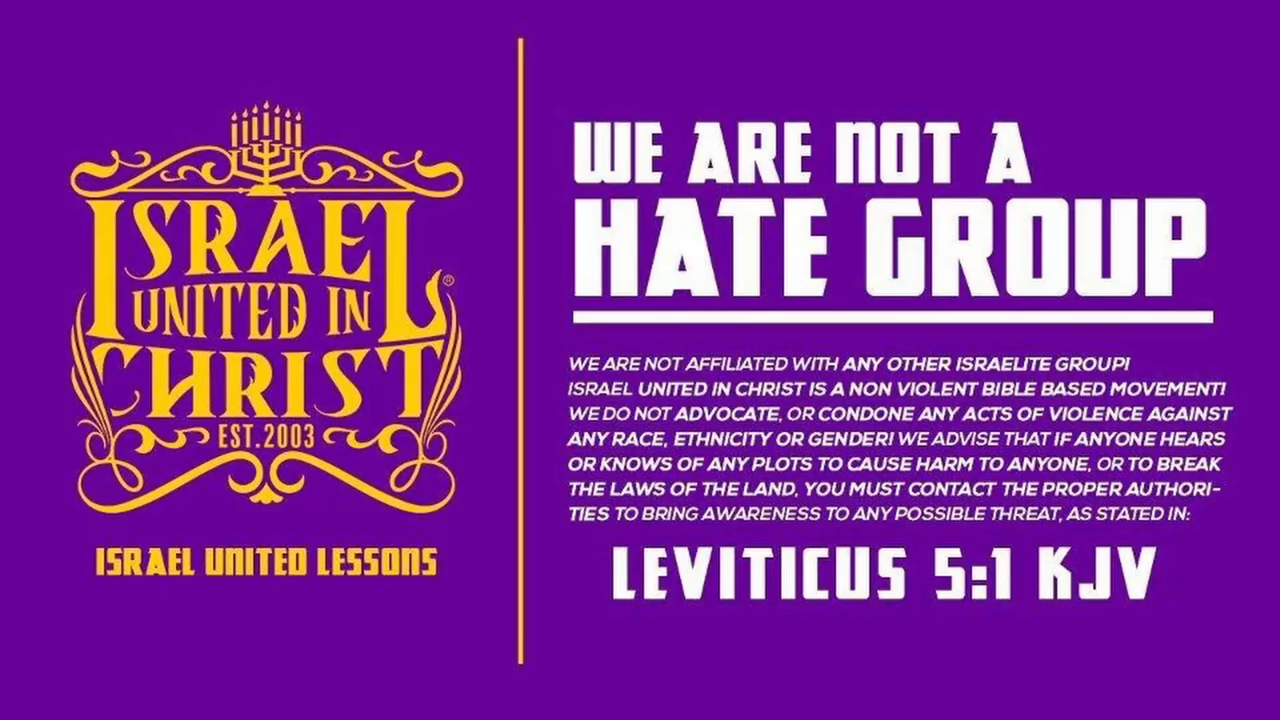 ISRAEL
UNITED IN
CHRIST
®
EST.2003
ISRAEL UNITED LESSONS
WE ARE NOT A
HATE GROUP
WE ARE NOT AFFILIATED WITH ANY OTHER ISRAELITE GROUP!
ISRAEL UNITED IN CHRIST IS A NON VIOLENT BIBLE BASED MOVEMENT!
WE DO NOT ADVOCATE, OR CONDONE ANY ACTS OF VIOLENCE AGAINST
ANY RACE, ETHNICITY OR GENDER! WE ADVISE THAT IF ANYONE HEARS
OR KNOWS OF ANY PLOTS TO CAUSE HARM TO ANYONE, OR TO BREAK
THE LAWS OF THE LAND, YOU MUST CONTACT THE PROPER AUTHORI-
TIES TO BRING AWARENESS TO ANY POSSIBLE THREAT, AS STATED IN:
LEVITICUS 5:1 KJV